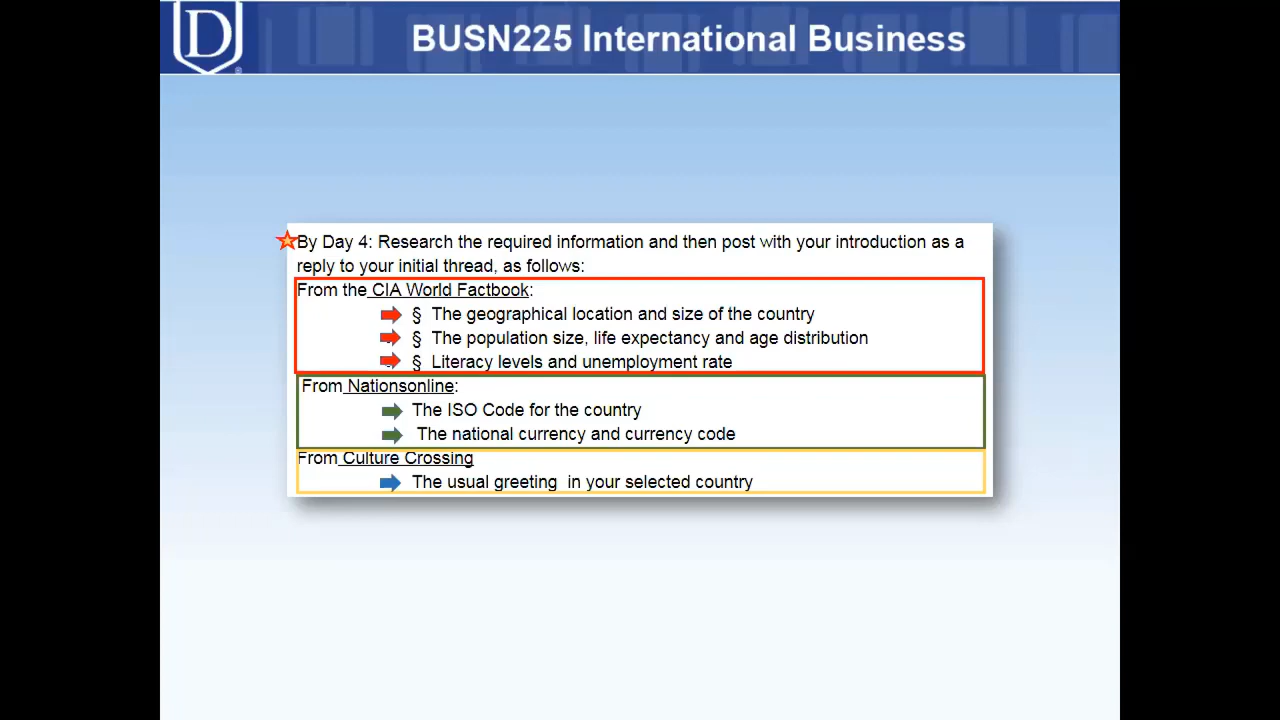 D
BUSN225 International Business
By Day 4: Research the required information and then post with your introduction as a
reply to your initial thread, as follows:
From the CIA World Factbook:
§ The geographical location and size of the country
§ The population size, life expectancy and age distribution
§ Literacy levels and unemployment rate
From Nationsonline:
The ISO Code for the country
The national currency and currency code
From Culture Crossing
The usual greeting  in your selected country